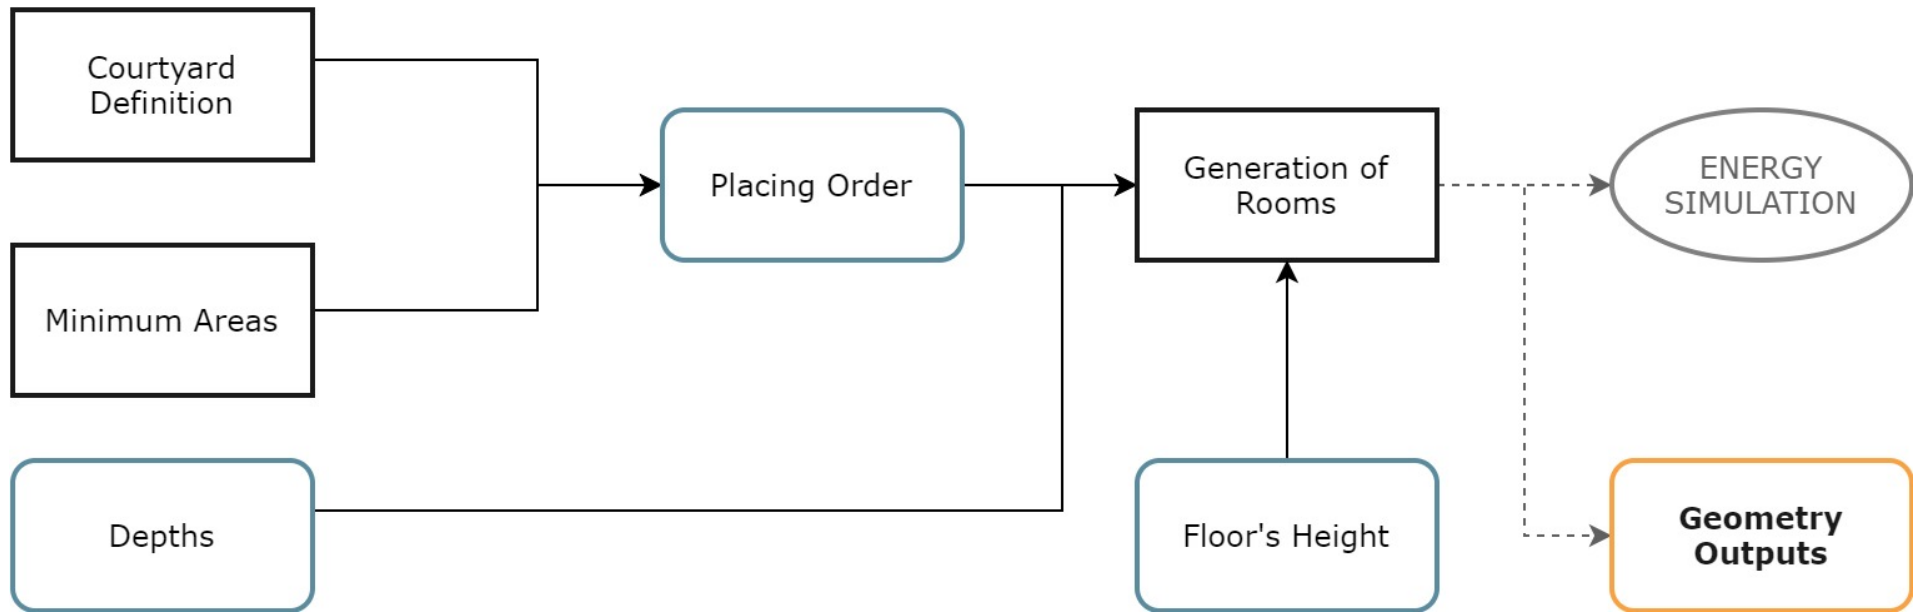 Courtyard
Definition
Minimum Areas
Depths
Placing Order
Generation of
Rooms
Floor's Height
ENERGY
SIMULATION
Geometry
Outputs